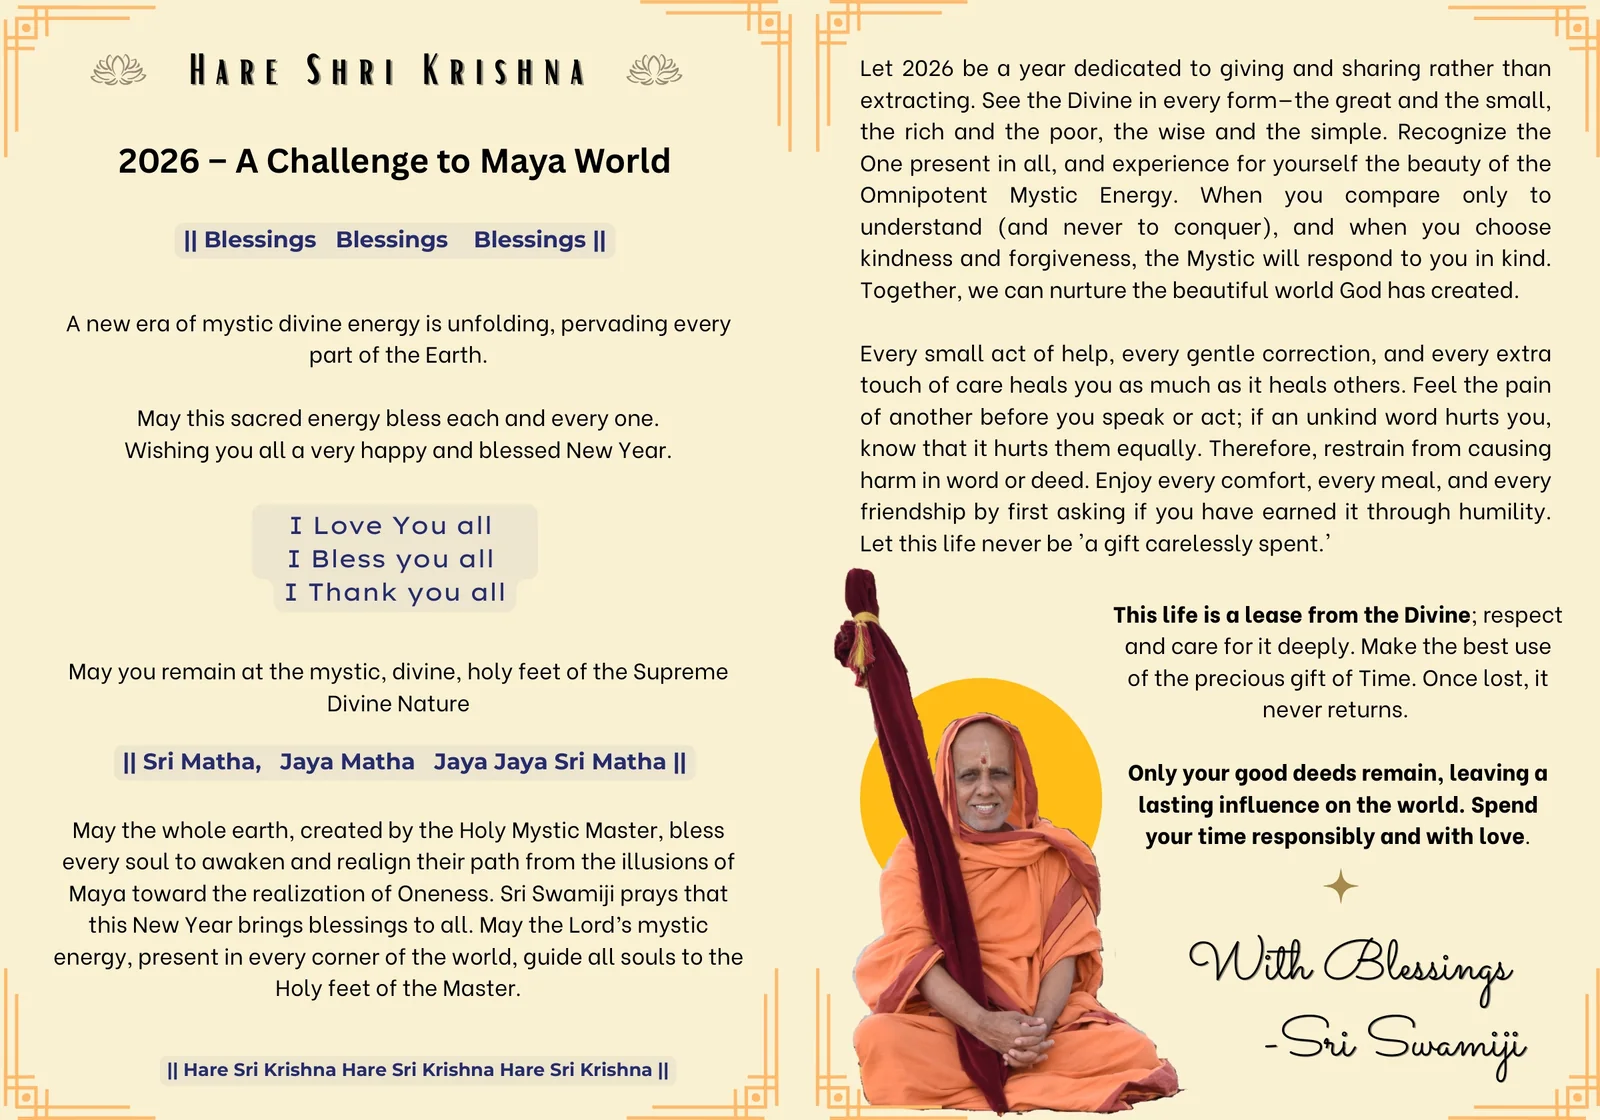 Hare Shri Krishna
2026 – A Challenge to Maya World
|| Blessings Blessings Blessings ||
A new era of mystic divine energy is unfolding, pervading every
part of the Earth.
May this sacred energy bless each and every one.
Wishing you all a very happy and blessed New Year.
I Love You all
I Bless you all
I Thank you all
May you remain at the mystic, divine, holy feet of the Supreme
Divine Nature
|| Sri Matha, Jaya Matha Jaya Jaya Sri Matha ||
May the whole earth, created by the Holy Mystic Master, bless
every soul to awaken and realign their path from the illusions of
Maya toward the realization of Oneness. Sri Swamiji prays that
this New Year brings blessings to all. May the Lord’s mystic
energy, present in every corner of the world, guide all souls to the
Holy feet of the Master.
|| Hare Sri Krishna Hare Sri Krishna Hare Sri Krishna ||
Let 2026 be a year dedicated to giving and sharing rather than
extracting. See the Divine in every form—the great and the small,
the rich and the poor, the wise and the simple. Recognize the
One present in all, and experience for yourself the beauty of the
Omnipotent Mystic Energy. When you compare only to
understand (and never to conquer), and when you choose
kindness and forgiveness, the Mystic will respond to you in kind.
Together, we can nurture the beautiful world God has created.
Every small act of help, every gentle correction, and every extra
touch of care heals you as much as it heals others. Feel the pain
of another before you speak or act; if an unkind word hurts you,
know that it hurts them equally. Therefore, restrain from causing
harm in word or deed. Enjoy every comfort, every meal, and every
friendship by first asking if you have earned it through humility.
Let this life never be 'a gift carelessly spent.'
This life is a lease from the Divine; respect
and care for it deeply. Make the best use
of the precious gift of Time. Once lost, it
never returns.
Only your good deeds remain, leaving a
lasting influence on the world. Spend
your time responsibly and with love.
With Blessings
-Sri Swamiji